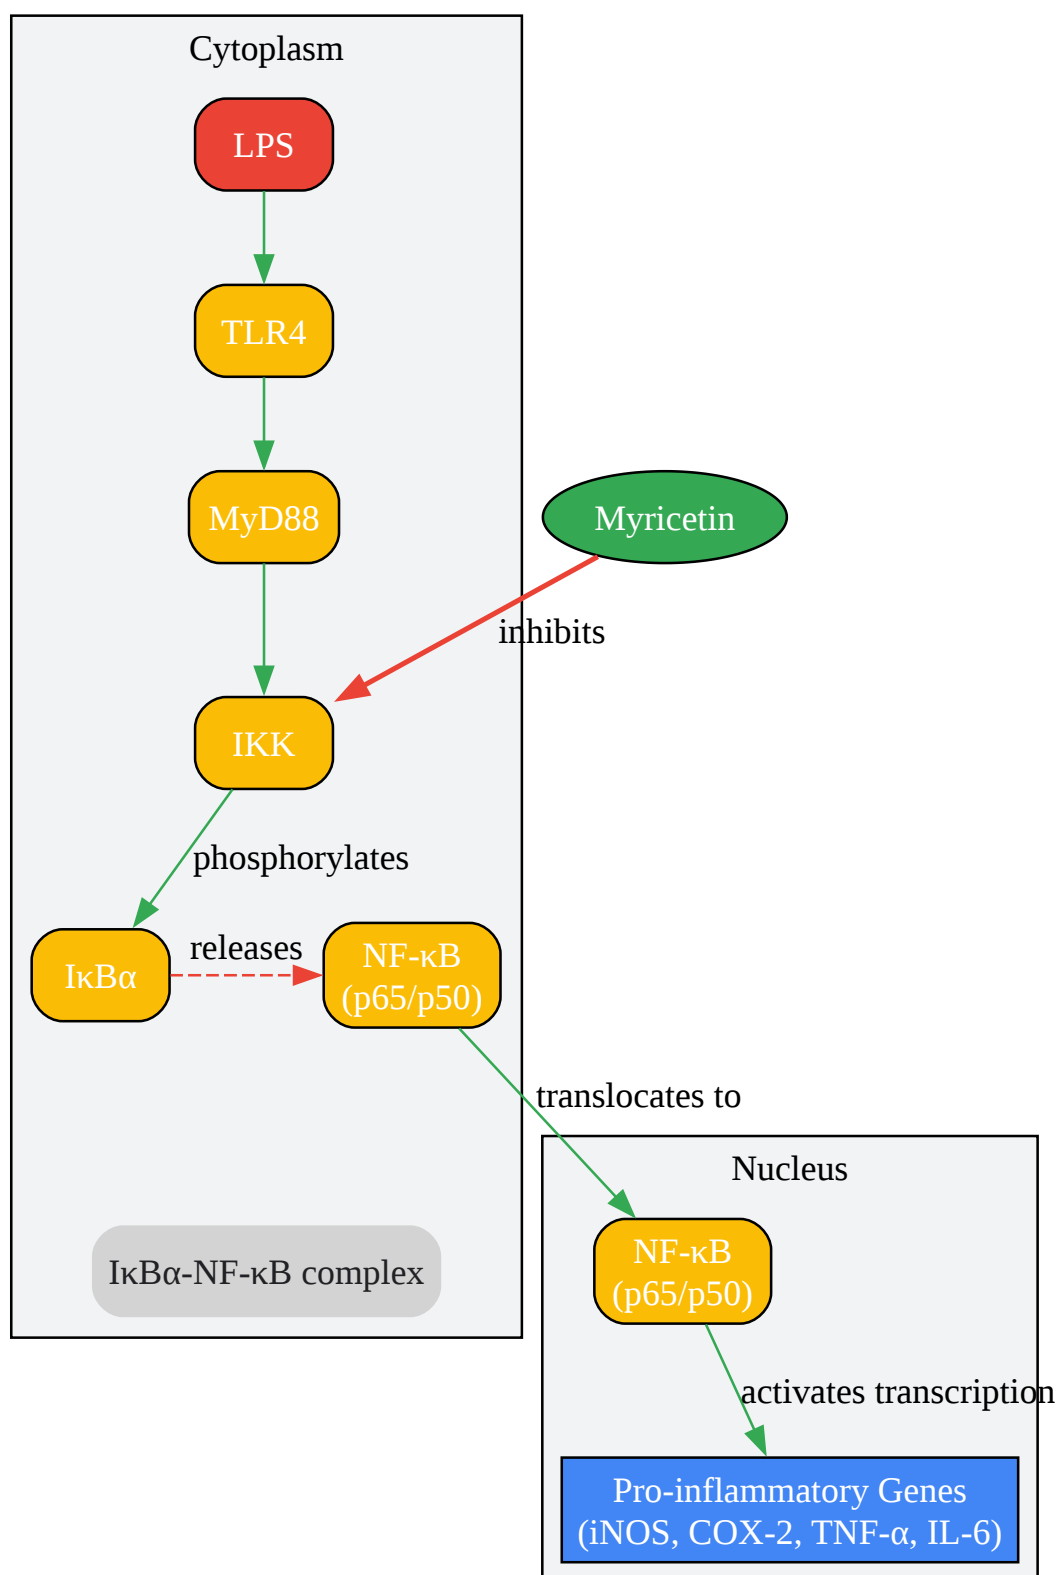 Cytoplasm
LPS
TLR4
MyD88
Myricetin
inhibits
IKK
phosphorylates
IκBα
releases
NF-κB
(p65/p50)
translocates to
Nucleus
IκBα-NF-κB complex
NF-κB
(p65/p50)
activates transcription
Pro-inflammatory Genes
(iNOS, COX-2, TNF-α, IL-6)